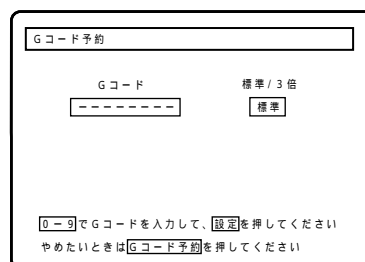 Gコード予約
Gコード 標準/3倍
−−−−−−−− 標準
0−9でGコードを入力して、設定を押してください
やめたいときはGコード予約を押してください